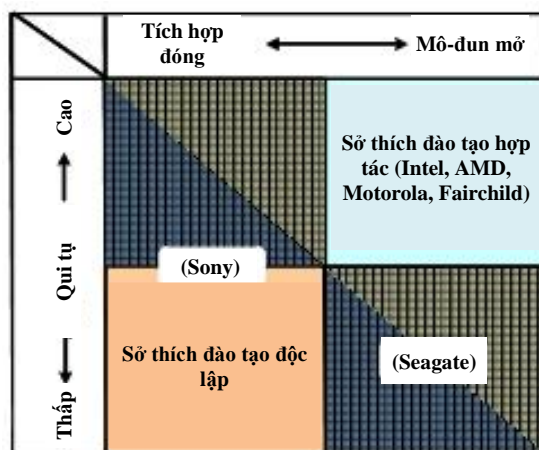 Tích hợp
đóng
Mô-đun mở
Cao
Qui tụ
Thấp
Sở thích đào tạo hợp
tác (Intel, AMD,
Motorola, Fairchild)
(Sony)
Sở thích đào tạo độc
lập
(Seagate)